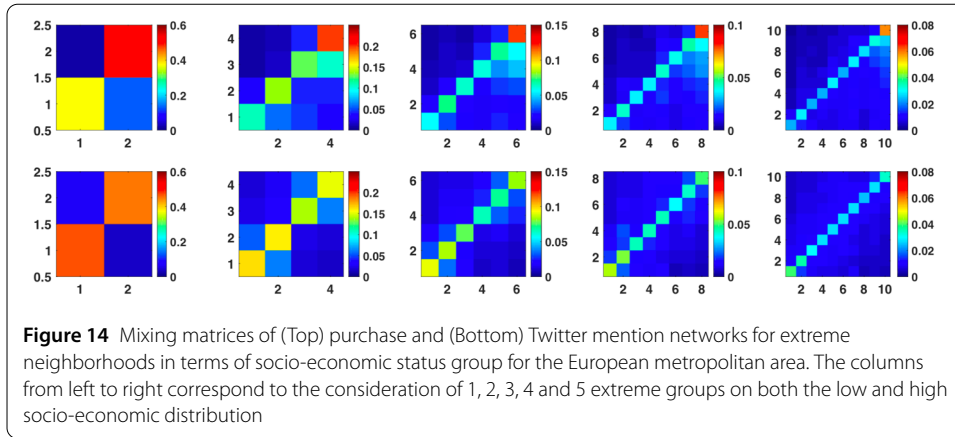 2.5 0.6 4 0.2 6 0.15 8 0.1 10 0.08
2 0.4 3 0.15 4 0.1 6 0.05 8 0.06
1.5 2 0.1 2 0.05 4 6 0.04
1 0.2 1 0.05 2 4 0.02
0.5 0 0 0 0 2 0
1 2 2 4 2 4 6 2 4 6 8 2 4 6 8 10
2.5 0.6 4 0.2 6 0.15 8 0.1 10 0.08
2 0.4 3 0.15 4 0.1 6 0.05 8 0.06
1.5 2 0.1 2 0.05 4 6 0.04
1 0.2 1 0.05 2 4 0.02
0.5 0 0 0 0 2 0
1 2 2 4 2 4 6 2 4 6 8 2 4 6 8 10
Figure 14 Mixing matrices of (Top) purchase and (Bottom) Twitter mention networks for extreme
neighborhoods in terms of socio-economic status group for the European metropolitan area. The columns
from left to right correspond to the consideration of 1, 2, 3, 4 and 5 extreme groups on both the low and high
socio-economic distribution